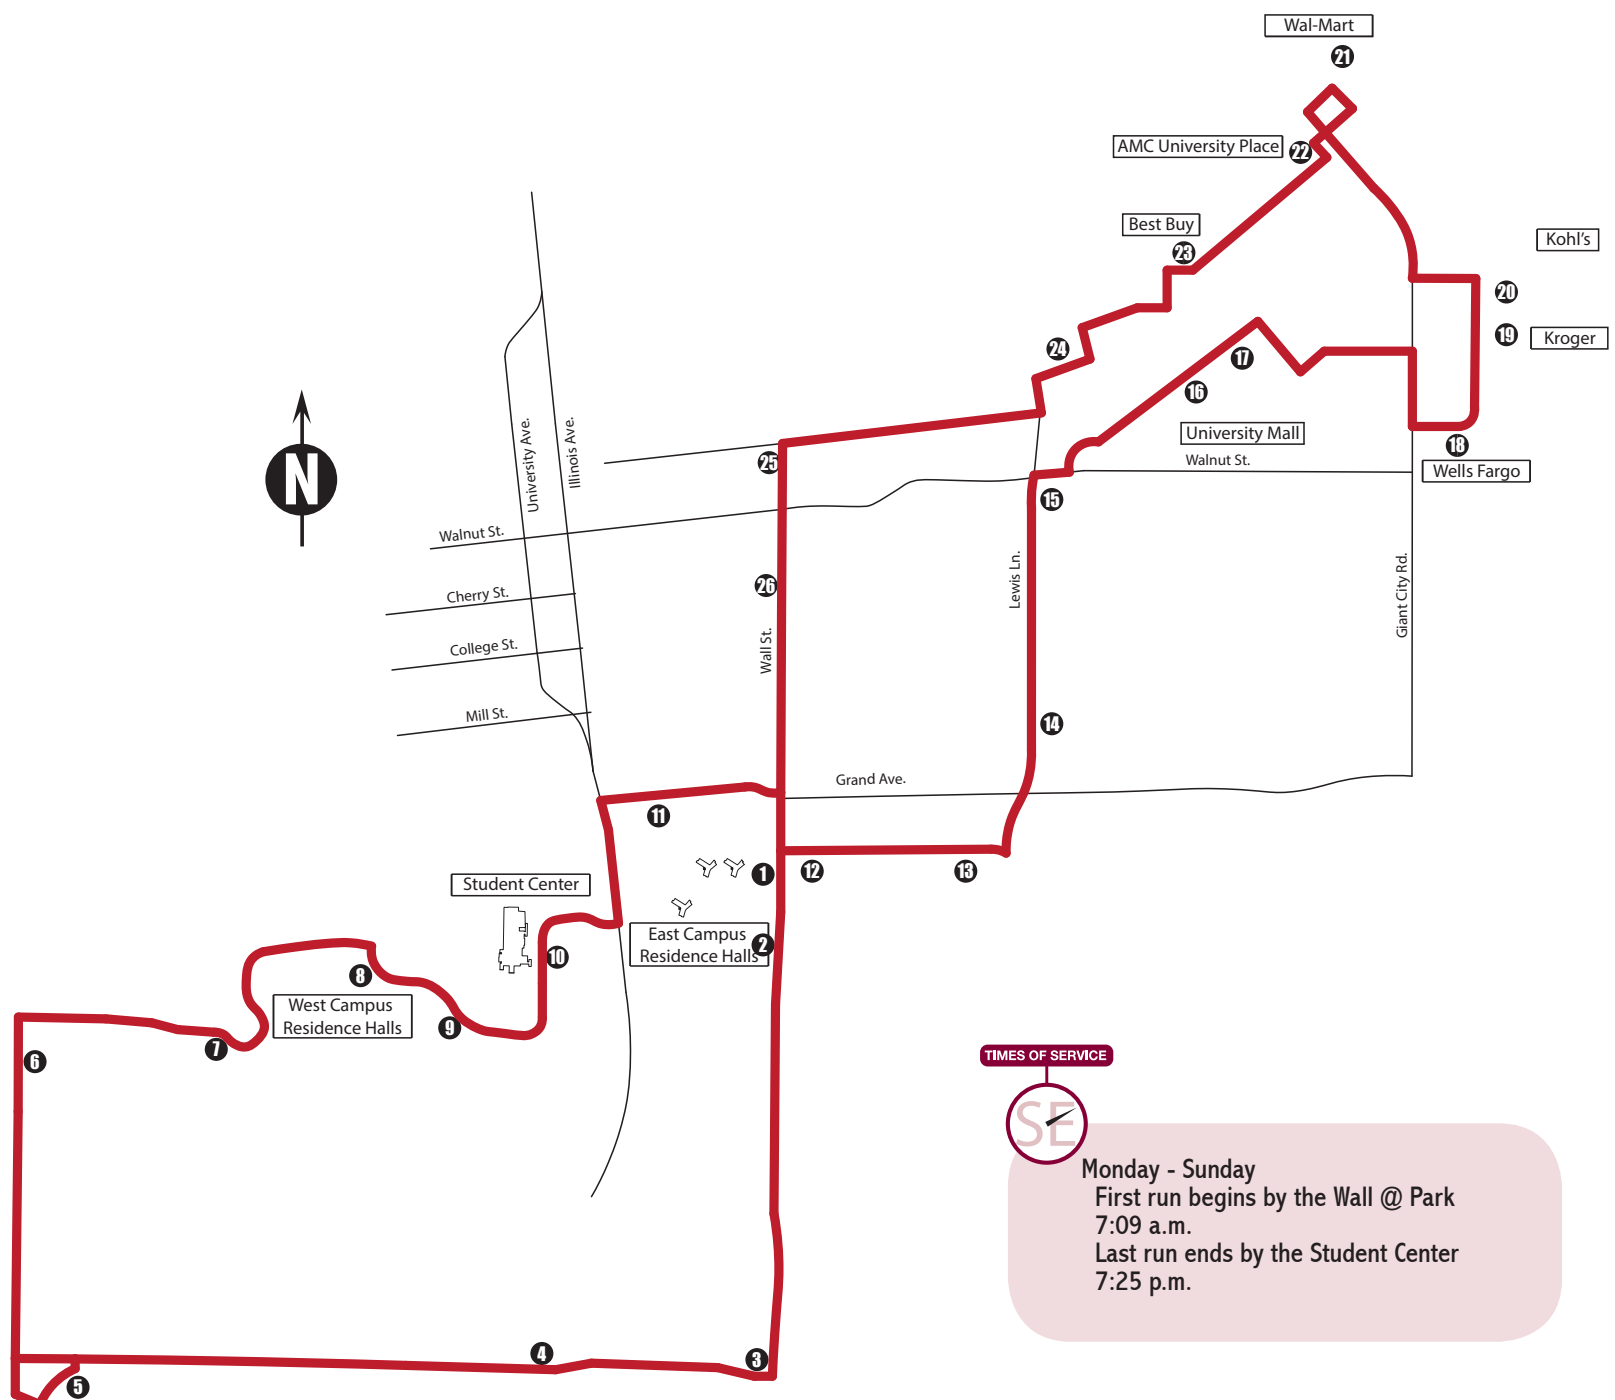 Wal-Mart
21
AMC University Place
22
Best Buy
23
Kohl's
20
19
Kroger
24
17
16
University Mall
Walnut St.
18
Wells Fargo
25
15
University Ave.
Illinois Ave.
N
Walnut St.
Cherry St.
College St.
Mill St.
26
Wall St.
Lewis Ln.
Giant City Rd.
14
Grand Ave.
11
1
12
13
Student Center
East Campus
Residence Halls
2
10
8
West Campus
Residence Halls
9
7
6
4
3
5
TIMES OF SERVICE
SE
Monday - Sunday
First run begins by the Wall @ Park
7:09 a.m.
Last run ends by the Student Center
7:25 p.m.